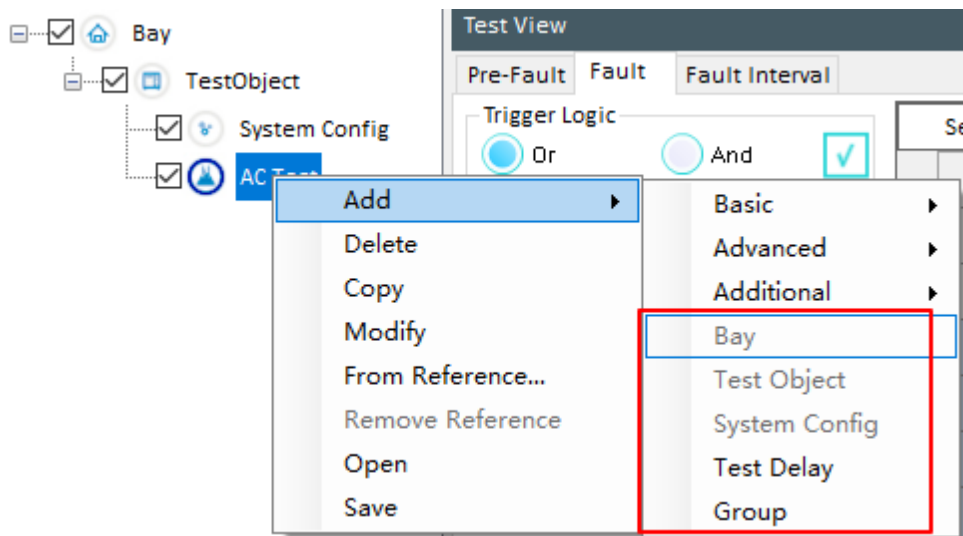 Bay
TestObject
System Config
AC Test
Test View
Pre-Fault Fault Fault Interval
Trigger Logic
Or And
Add
Delete
Copy
Modify
From Reference...
Remove Reference
Open
Save
Basic
Advanced
Additional
Bay
Test Object
System Config
Test Delay
Group